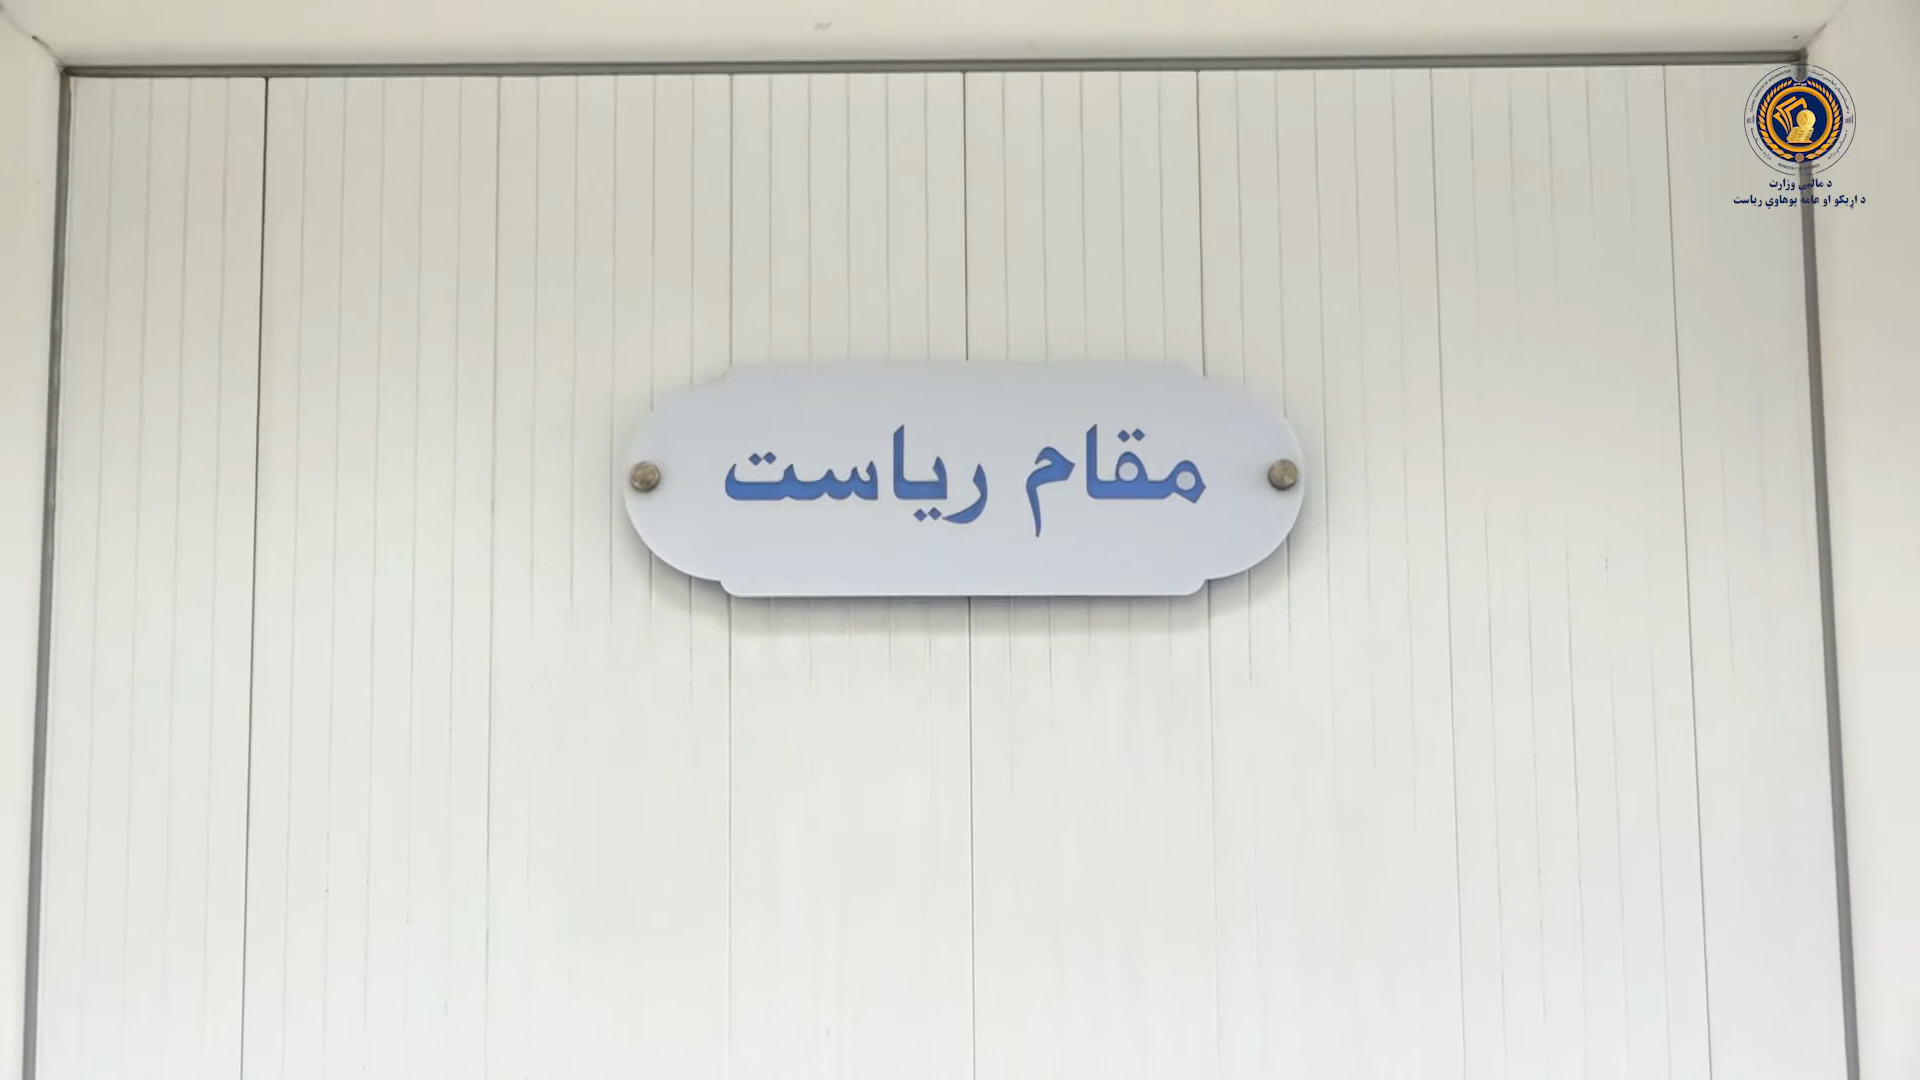 مقام ریاست
د مالیې وزارت
د اړیکو او عامه پوهاوي ریاست